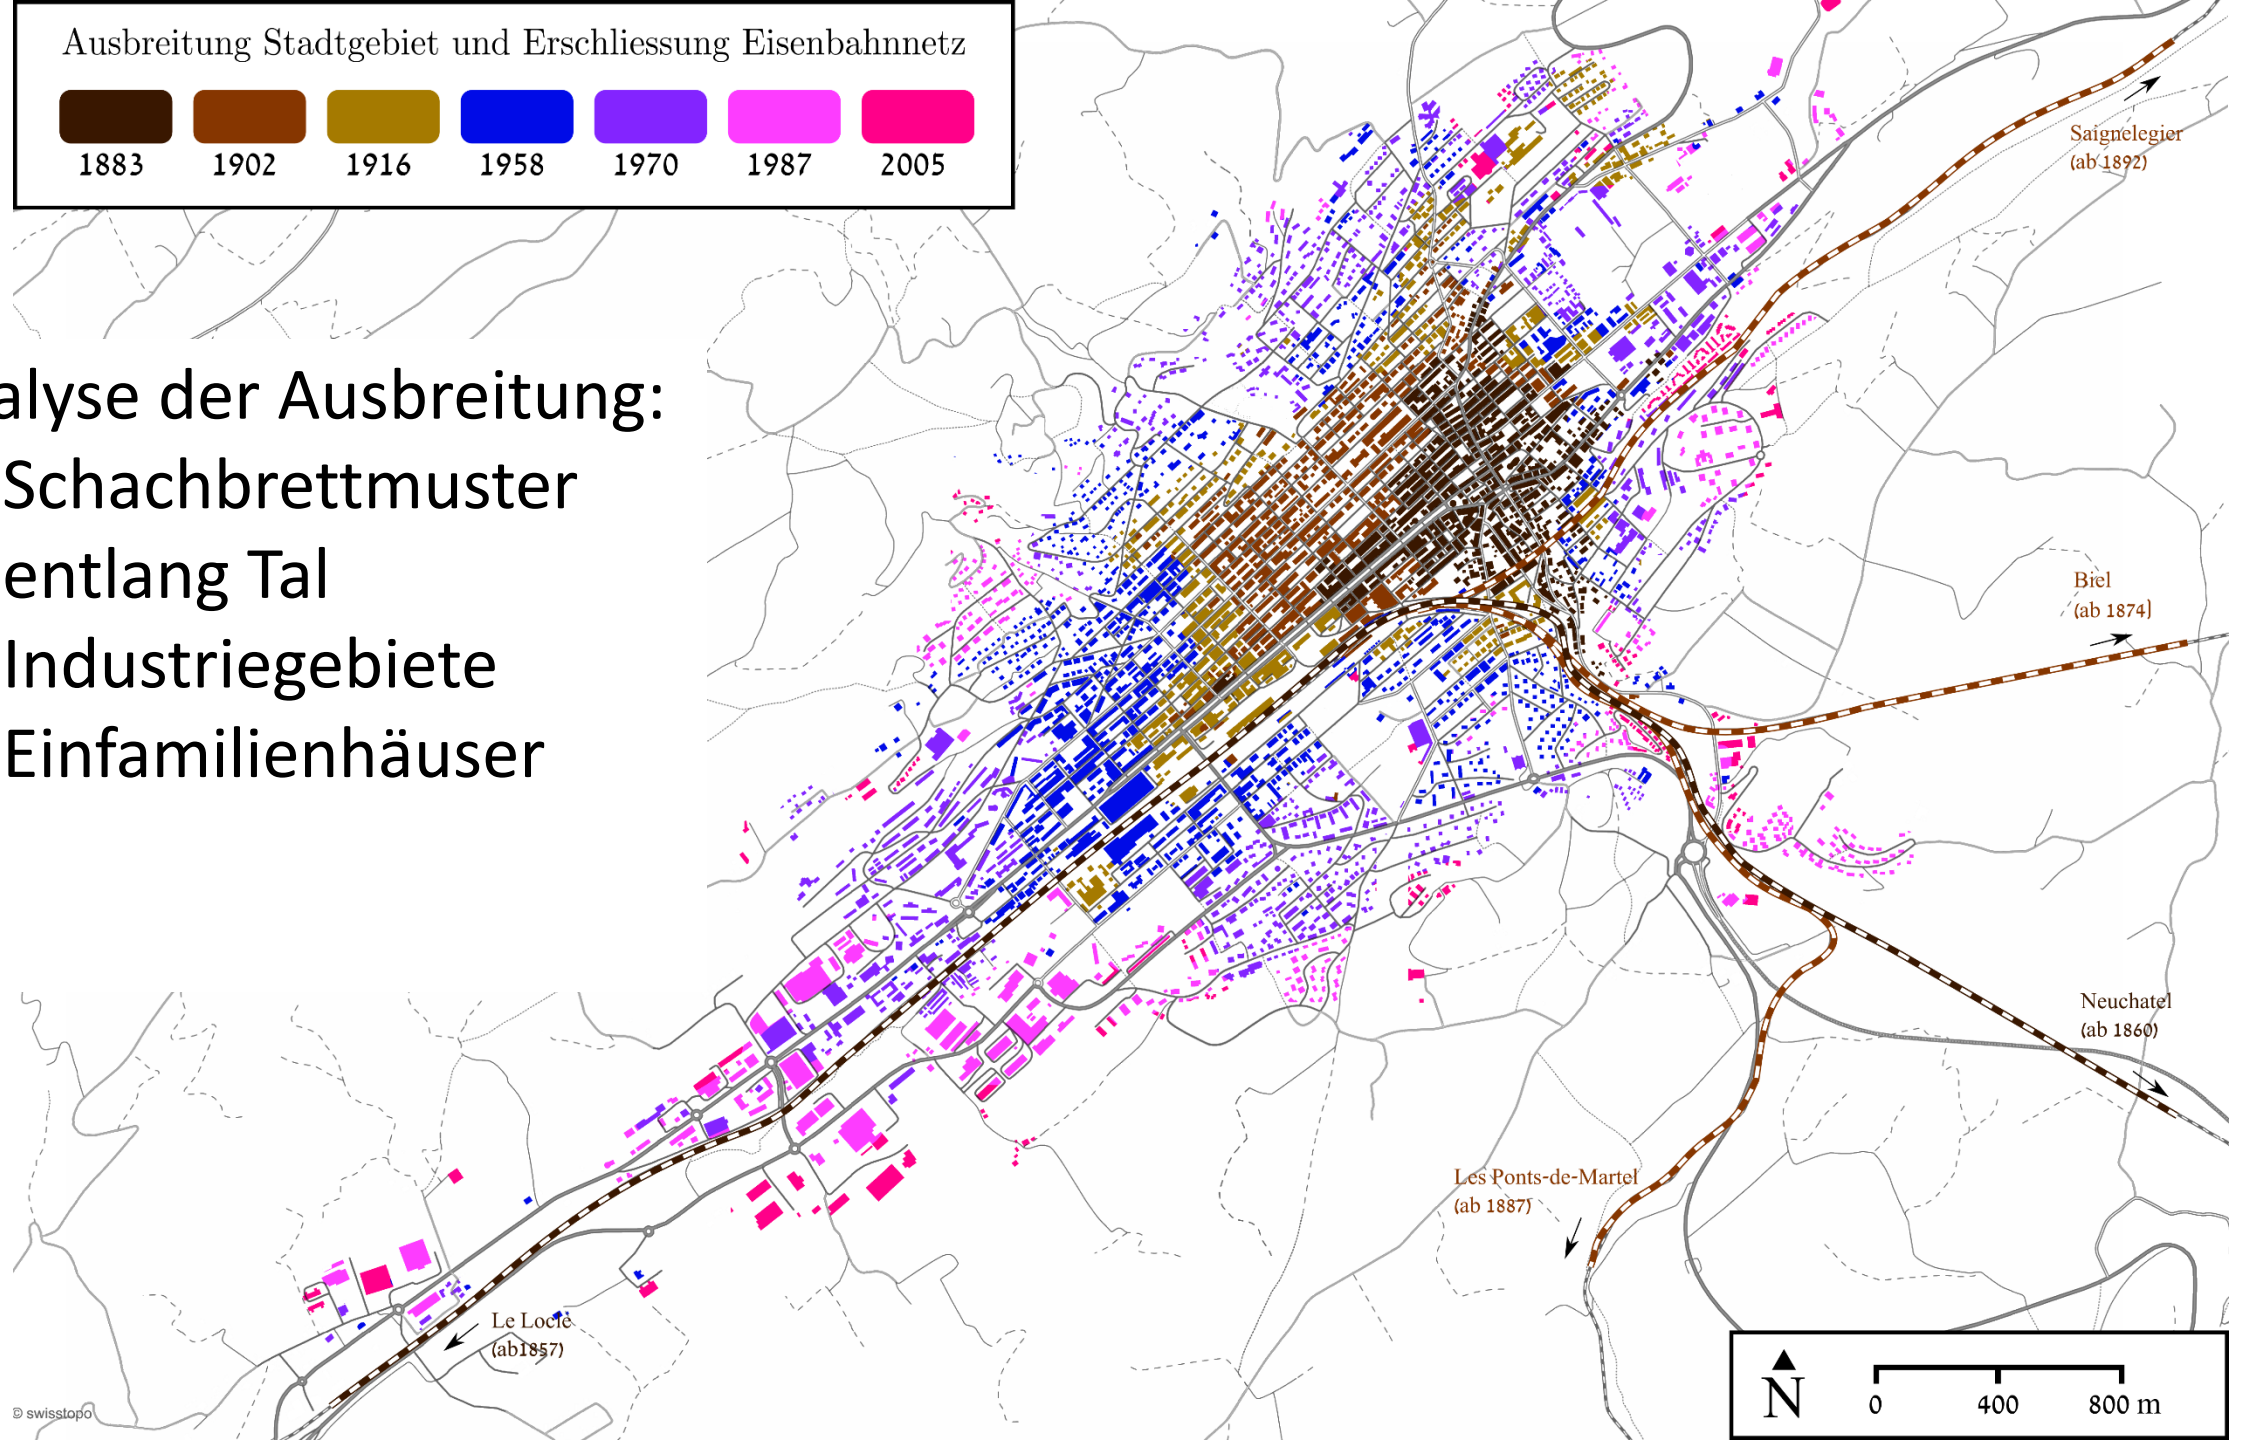 Ausbreitung Stadtgebiet und Erschliessung Eisenbahnnetz
1883 1902 1916 1958 1970 1987 2005
Saignelegier
(ab 1892)
alyse der Ausbreitung:
Schachbrettmuster
entlang Tal
Industriegebiete
Einfamilienhäuser
Biel
(ab 1874)
Neuchatel
(ab 1860)
Les Ponts-de-Martel
(ab 1887)
Le Locle
(ab1857)
N
0 400 800 m
© swisstopo